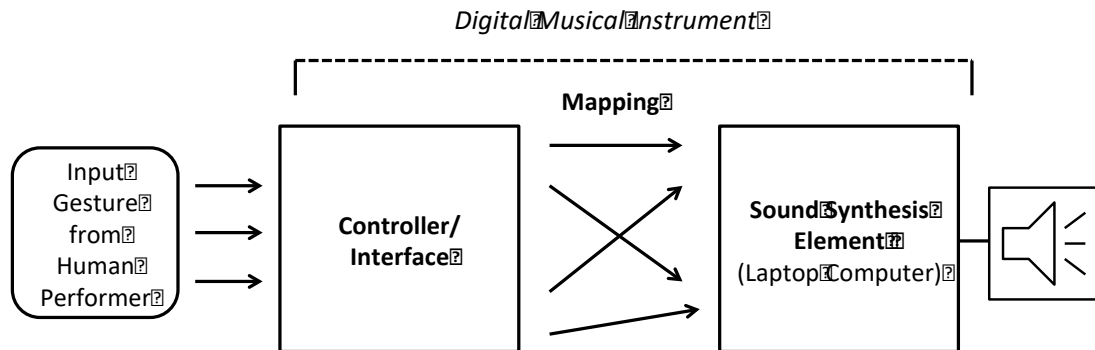 Digital Musical Instrument
Mapping
Input
Gesture
from
Human
Performer
Controller/
Interface
Sound Synthesis
Element
(Laptop Computer)